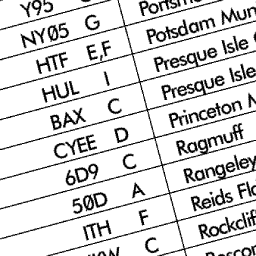 Y95
NY05 G Portsm
HTF E,F Potsdam Mun
HUL I Presque Isle
BAX C Presque Isle
CYEE D Princeton M
6D9 C Ragmuff
50D A Rangeley
ITH F Reids Fl
C Rockclif